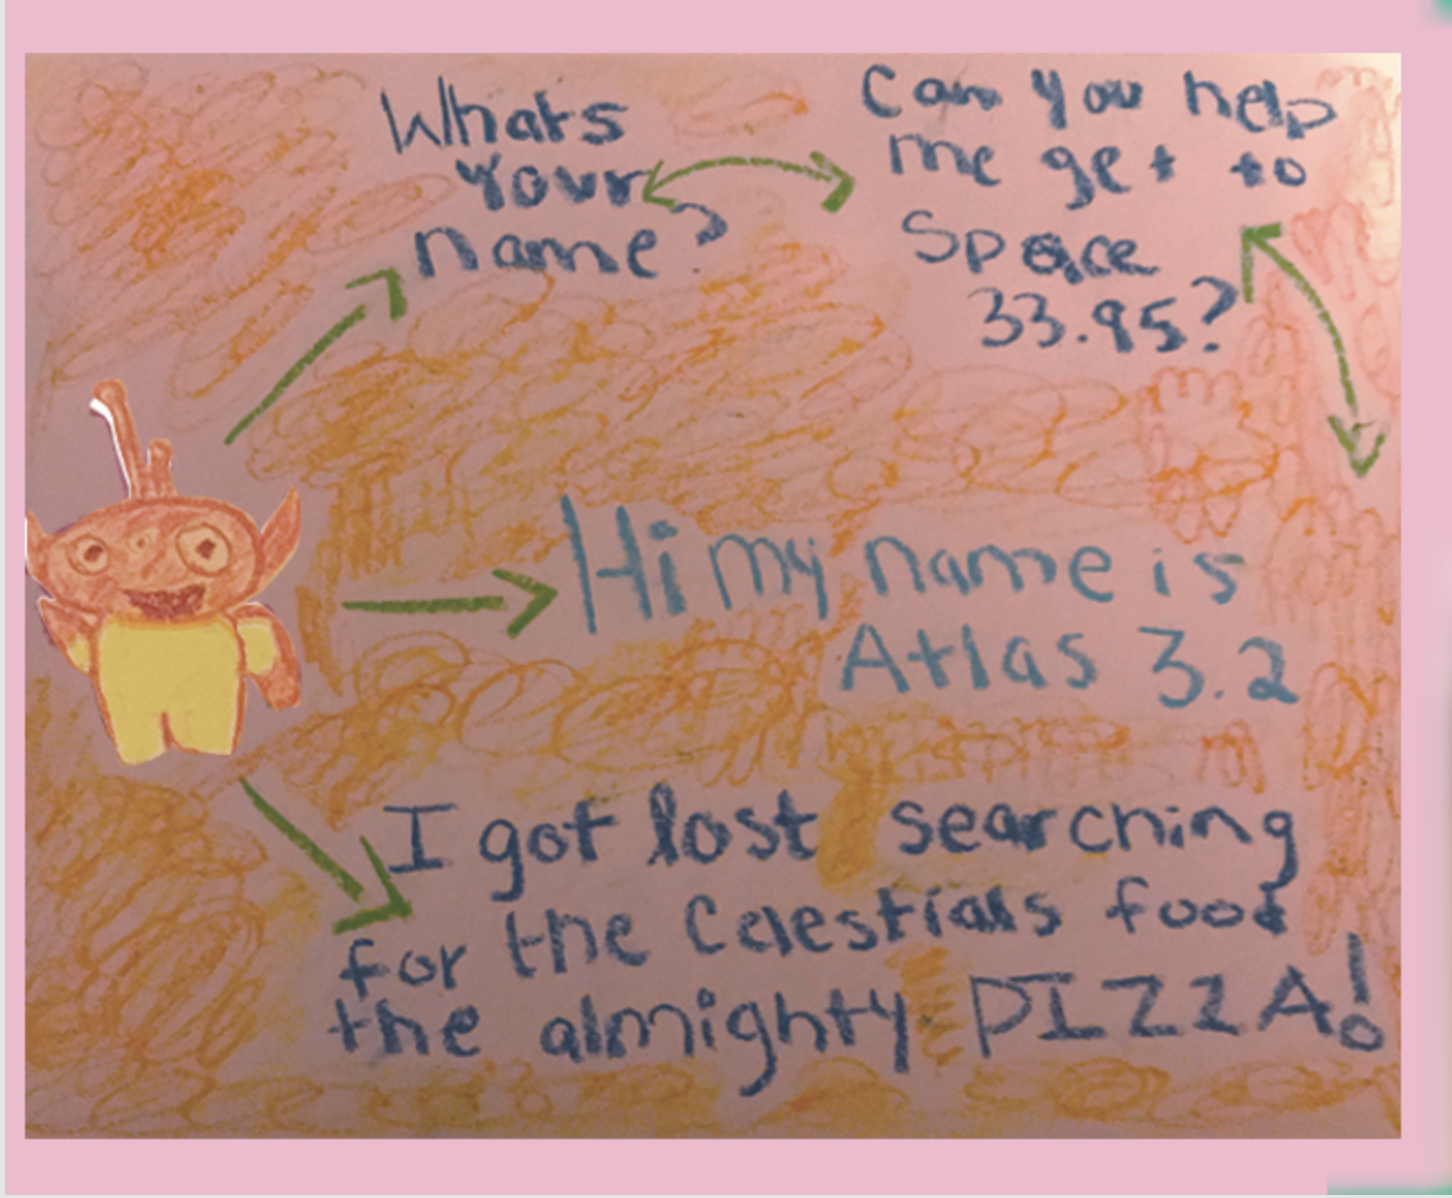 Whats
Your
name?
Can you help
me get to
Space
33.95?
Hi my name is
Atlas 3.2
I got lost searching
for the Celestials food
the almighty PIZZA!